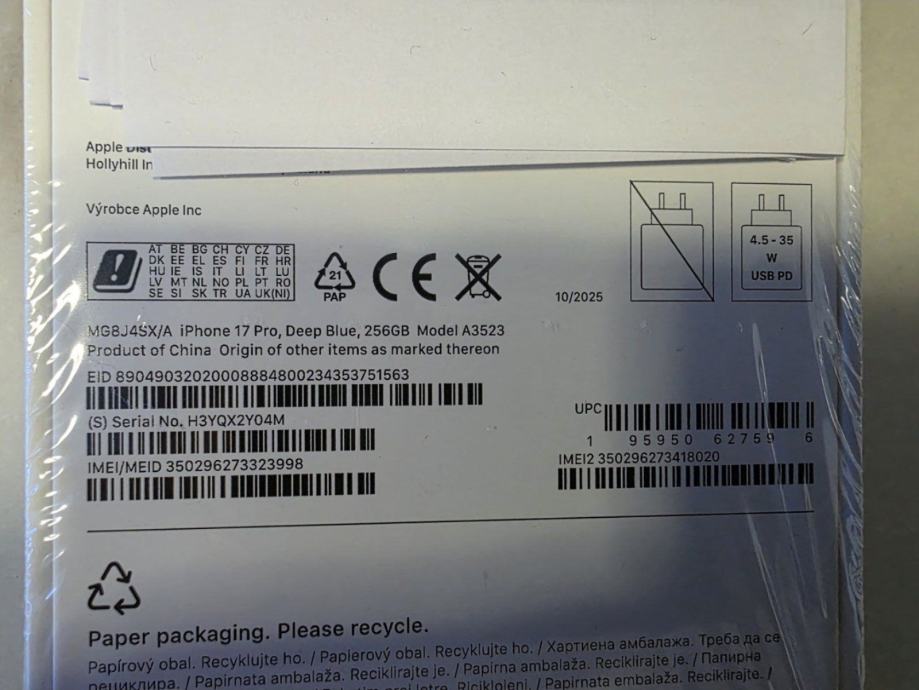 Apple
Hollyhill
Výrobce Apple Inc
AT BE BG CH CY CZ DE
DK EE EL ES FI FR HR
HU IE IS IT LI LT LU
LV MT NL NO PL PT RO
SE SI SK TR UA UK(NI)
21
PAP
CE
10/2025
4.5 - 35
W
USB PD
MG8J4SX/A iPhone 17 Pro, Deep Blue, 256GB Model A3523
Product of China Origin of other items as marked thereon
EID 89049032020008884800234353751563
(S) Serial No. H3YQX2Y04M
UPC
1 95950 62759 6
IMEI/MEID 350296273323998
IMEI2 350296273418020
Paper packaging. Please recycle.
Papírový obal. Recyklujte ho. / Papierový obal. Recyklujte ho. / Хартиена амбалажа. Треба да се
рециклира. / Papirnata ambalaža. Reciklirajte je. / Papirna ambalaža. Reciklirajte je. / Папирна
Reciklojeni. / Papirnata embalaža. Reciklirajte. /